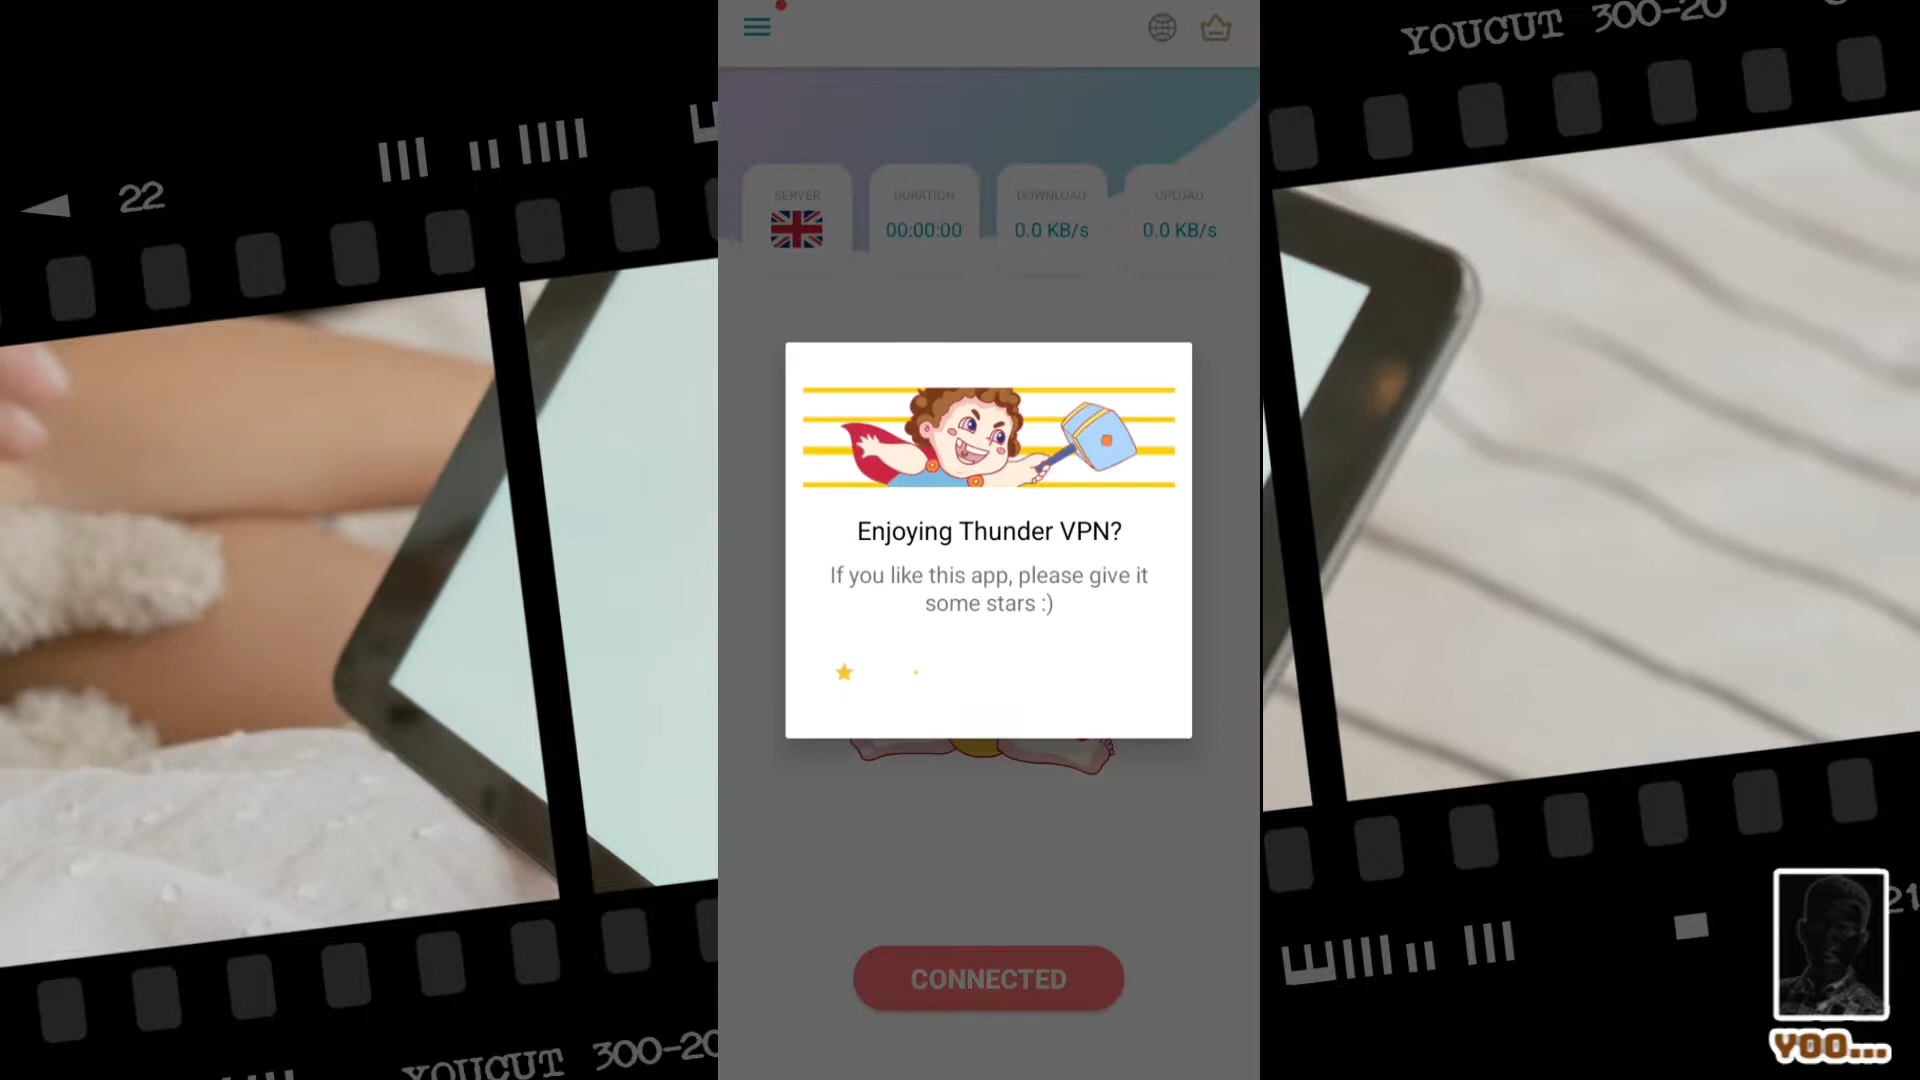 YOUCUT 300-20
22
SERVER
DURATION
00:00:00
DOWNLOAD
0.0 KB/s
UPLOAD
0.0 KB/s
Enjoying Thunder VPN?
If you like this app, please give it
some stars :)
CONNECTED
21
YOO...
YOUCUT 300-20